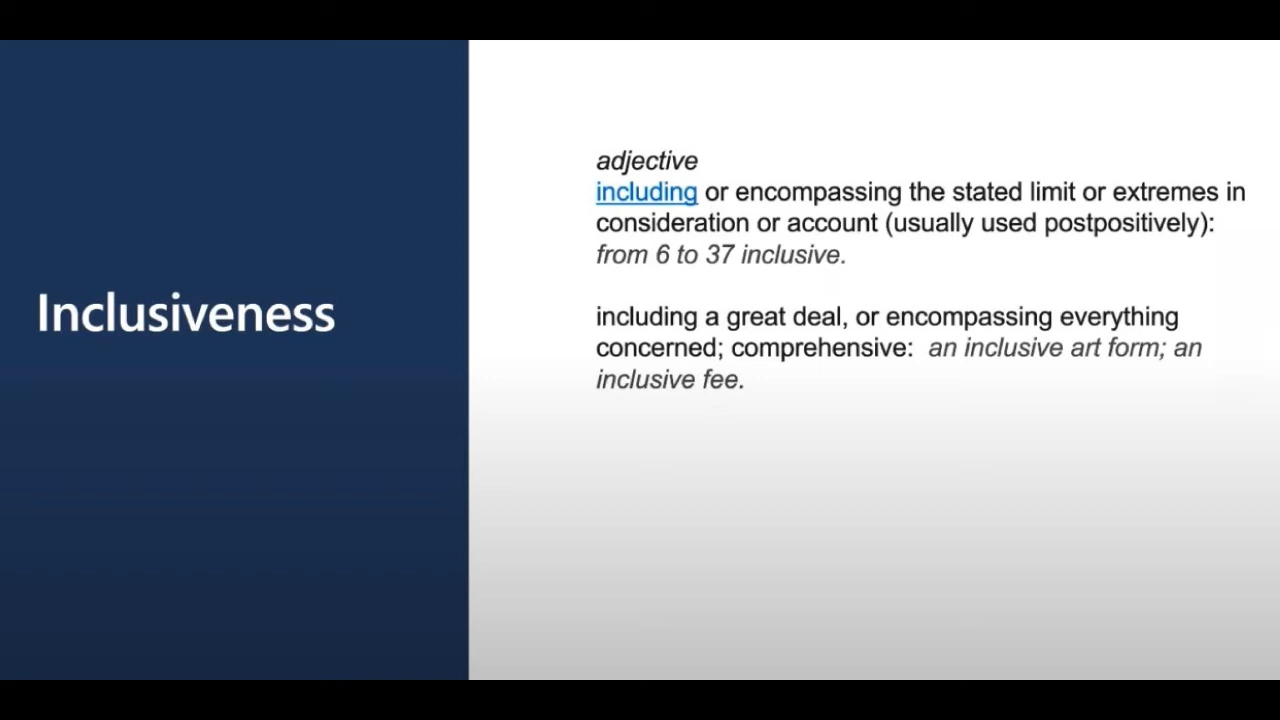 Inclusiveness
adjective
including or encompassing the stated limit or extremes in
consideration or account (usually used postpositively):
from 6 to 37 inclusive.
including a great deal, or encompassing everything
concerned; comprehensive:  an inclusive art form; an
inclusive fee.